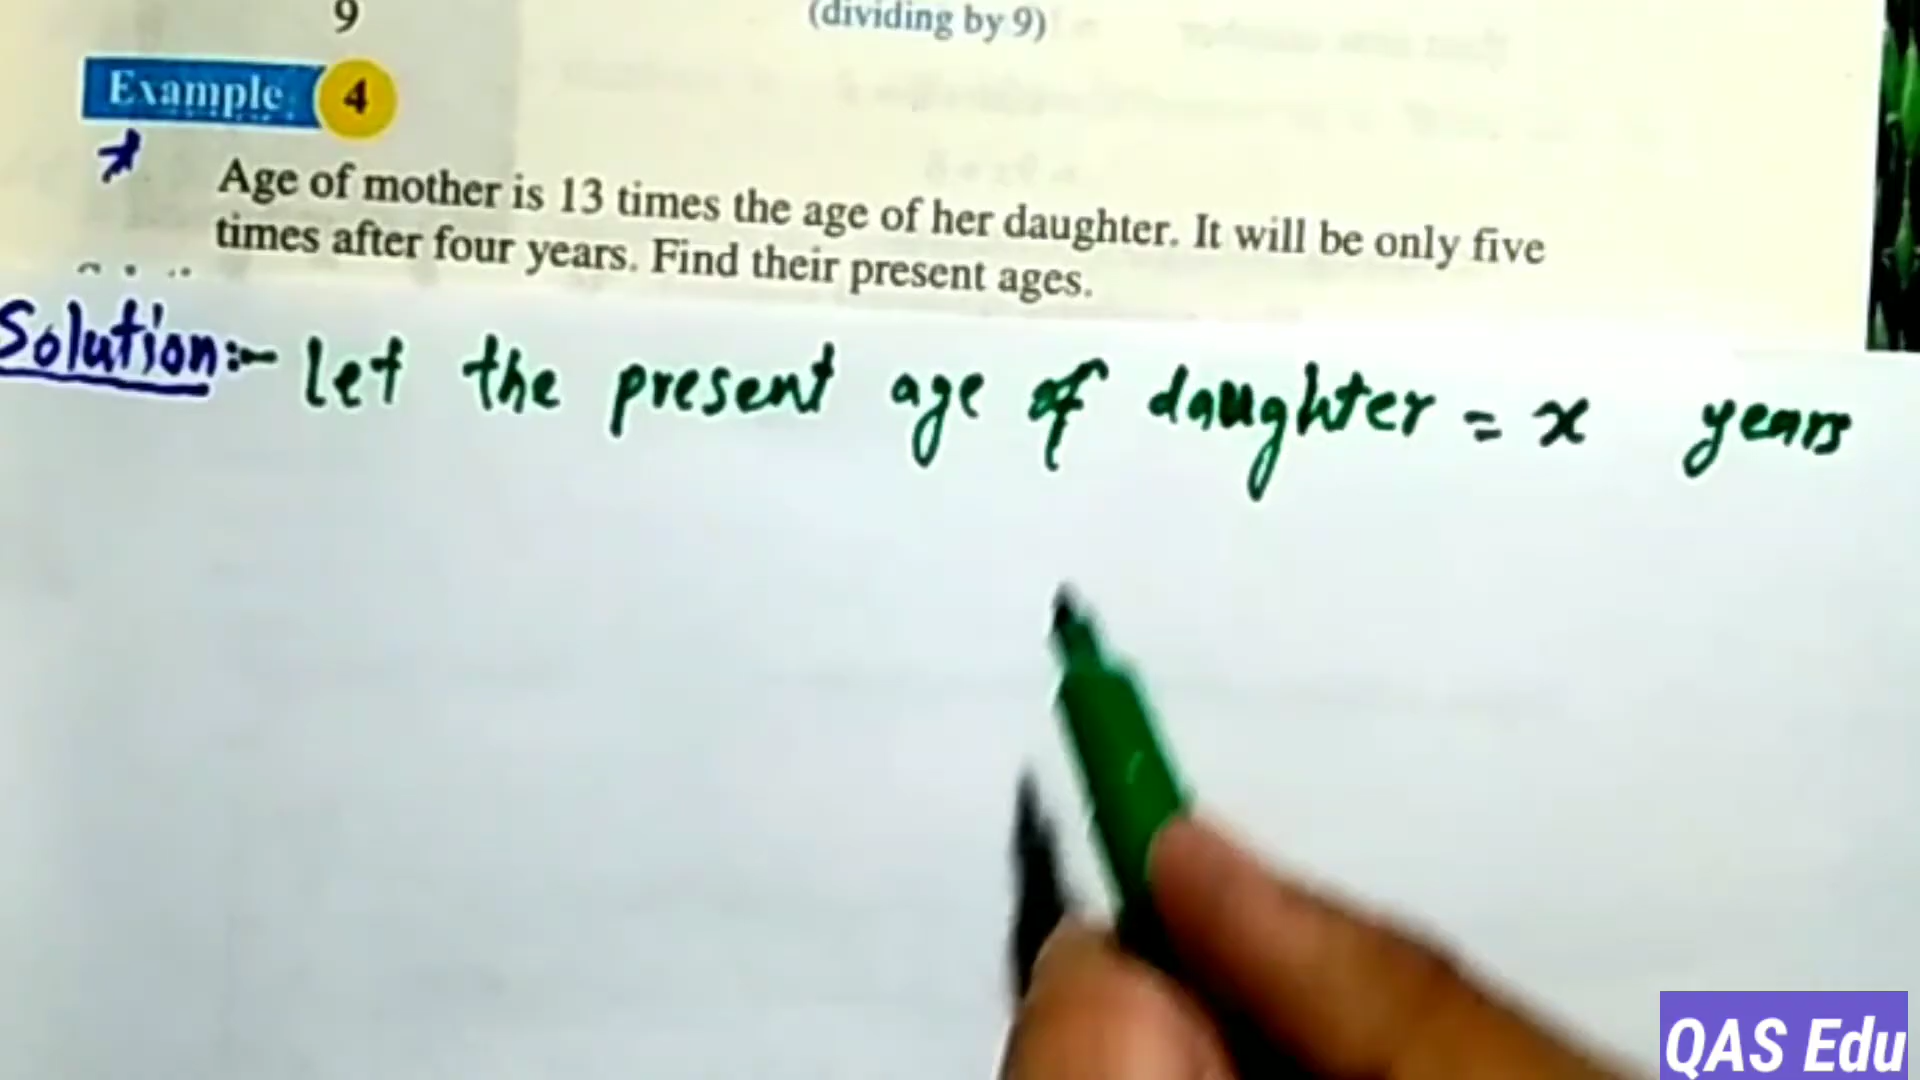 9
(dividing by 9)
Example 4
Age of mother is 13 times the age of her daughter. It will be only five
times after four years. Find their present ages.
Solution:- Let the present age of daughter = x years
QAS Edu